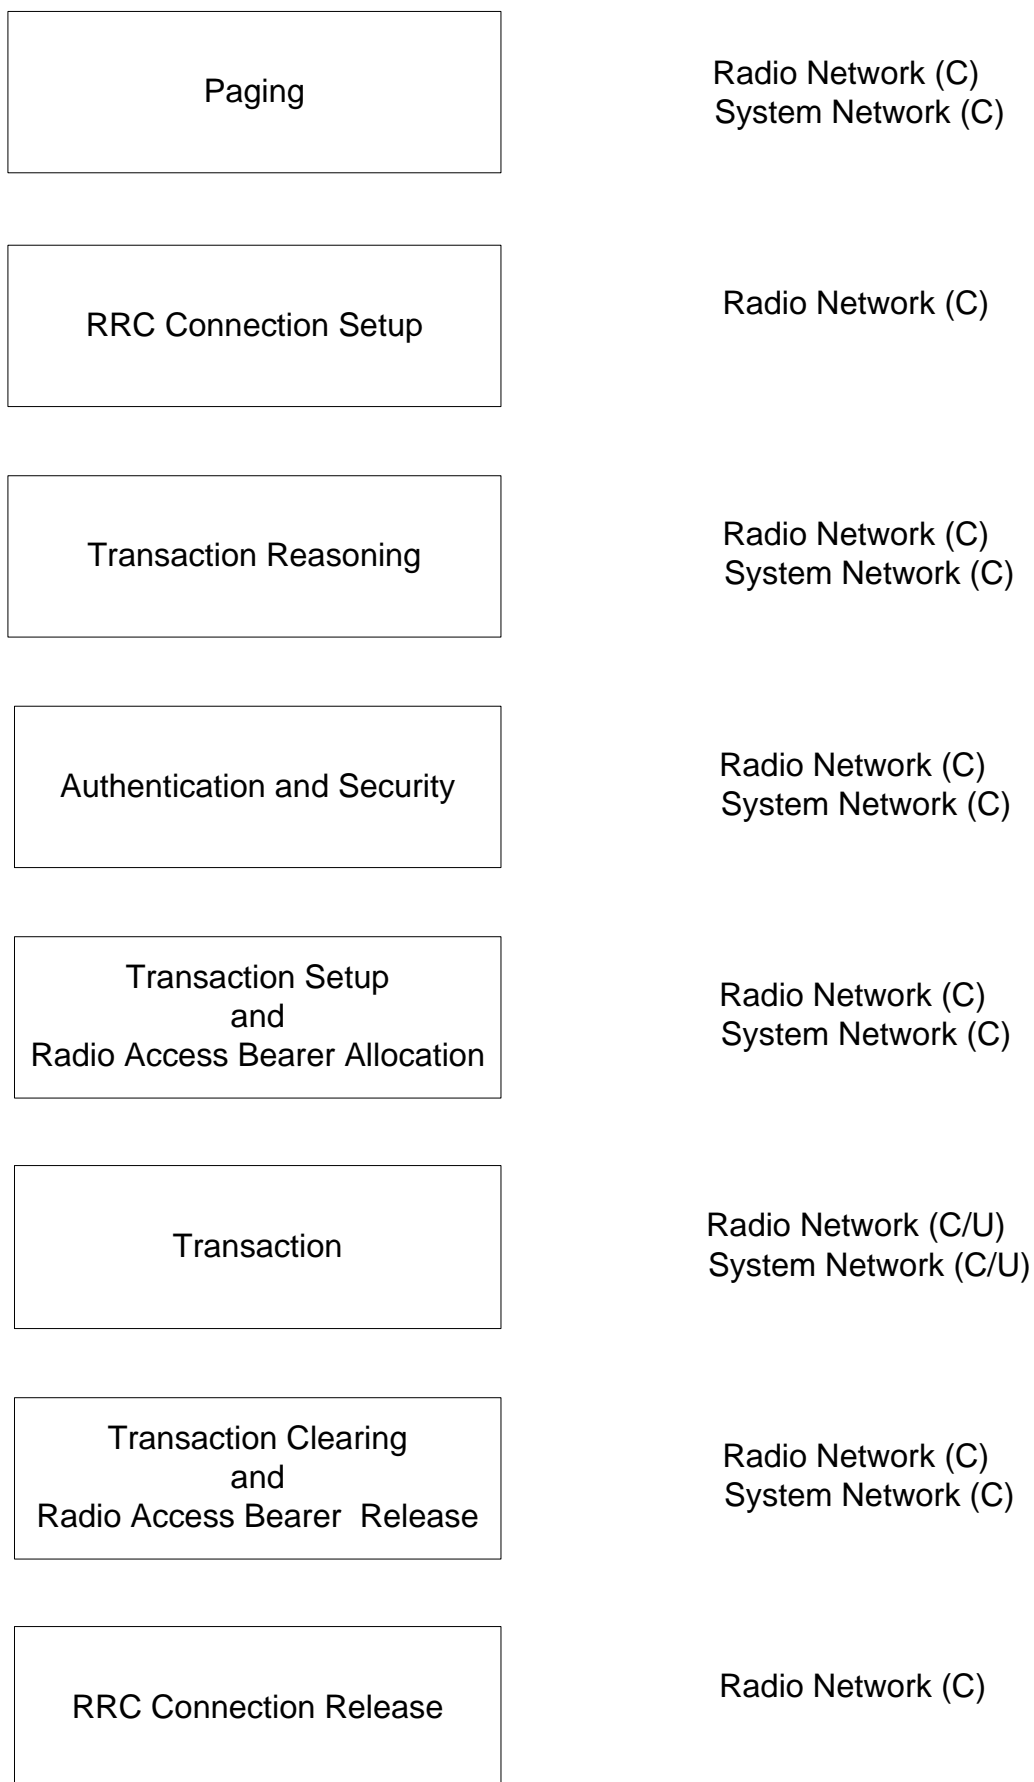 Paging
Radio Network (C)
System Network (C)
RRC Connection Setup
Radio Network (C)
Transaction Reasoning
Radio Network (C)
System Network (C)
Authentication and Security
Radio Network (C)
System Network (C)
Transaction Setup
and
Radio Access Bearer Allocation
Radio Network (C)
System Network (C)
Transaction
Radio Network (C/U)
System Network (C/U)
Transaction Clearing
and
Radio Access Bearer  Release
Radio Network (C)
System Network (C)
RRC Connection Release
Radio Network (C)